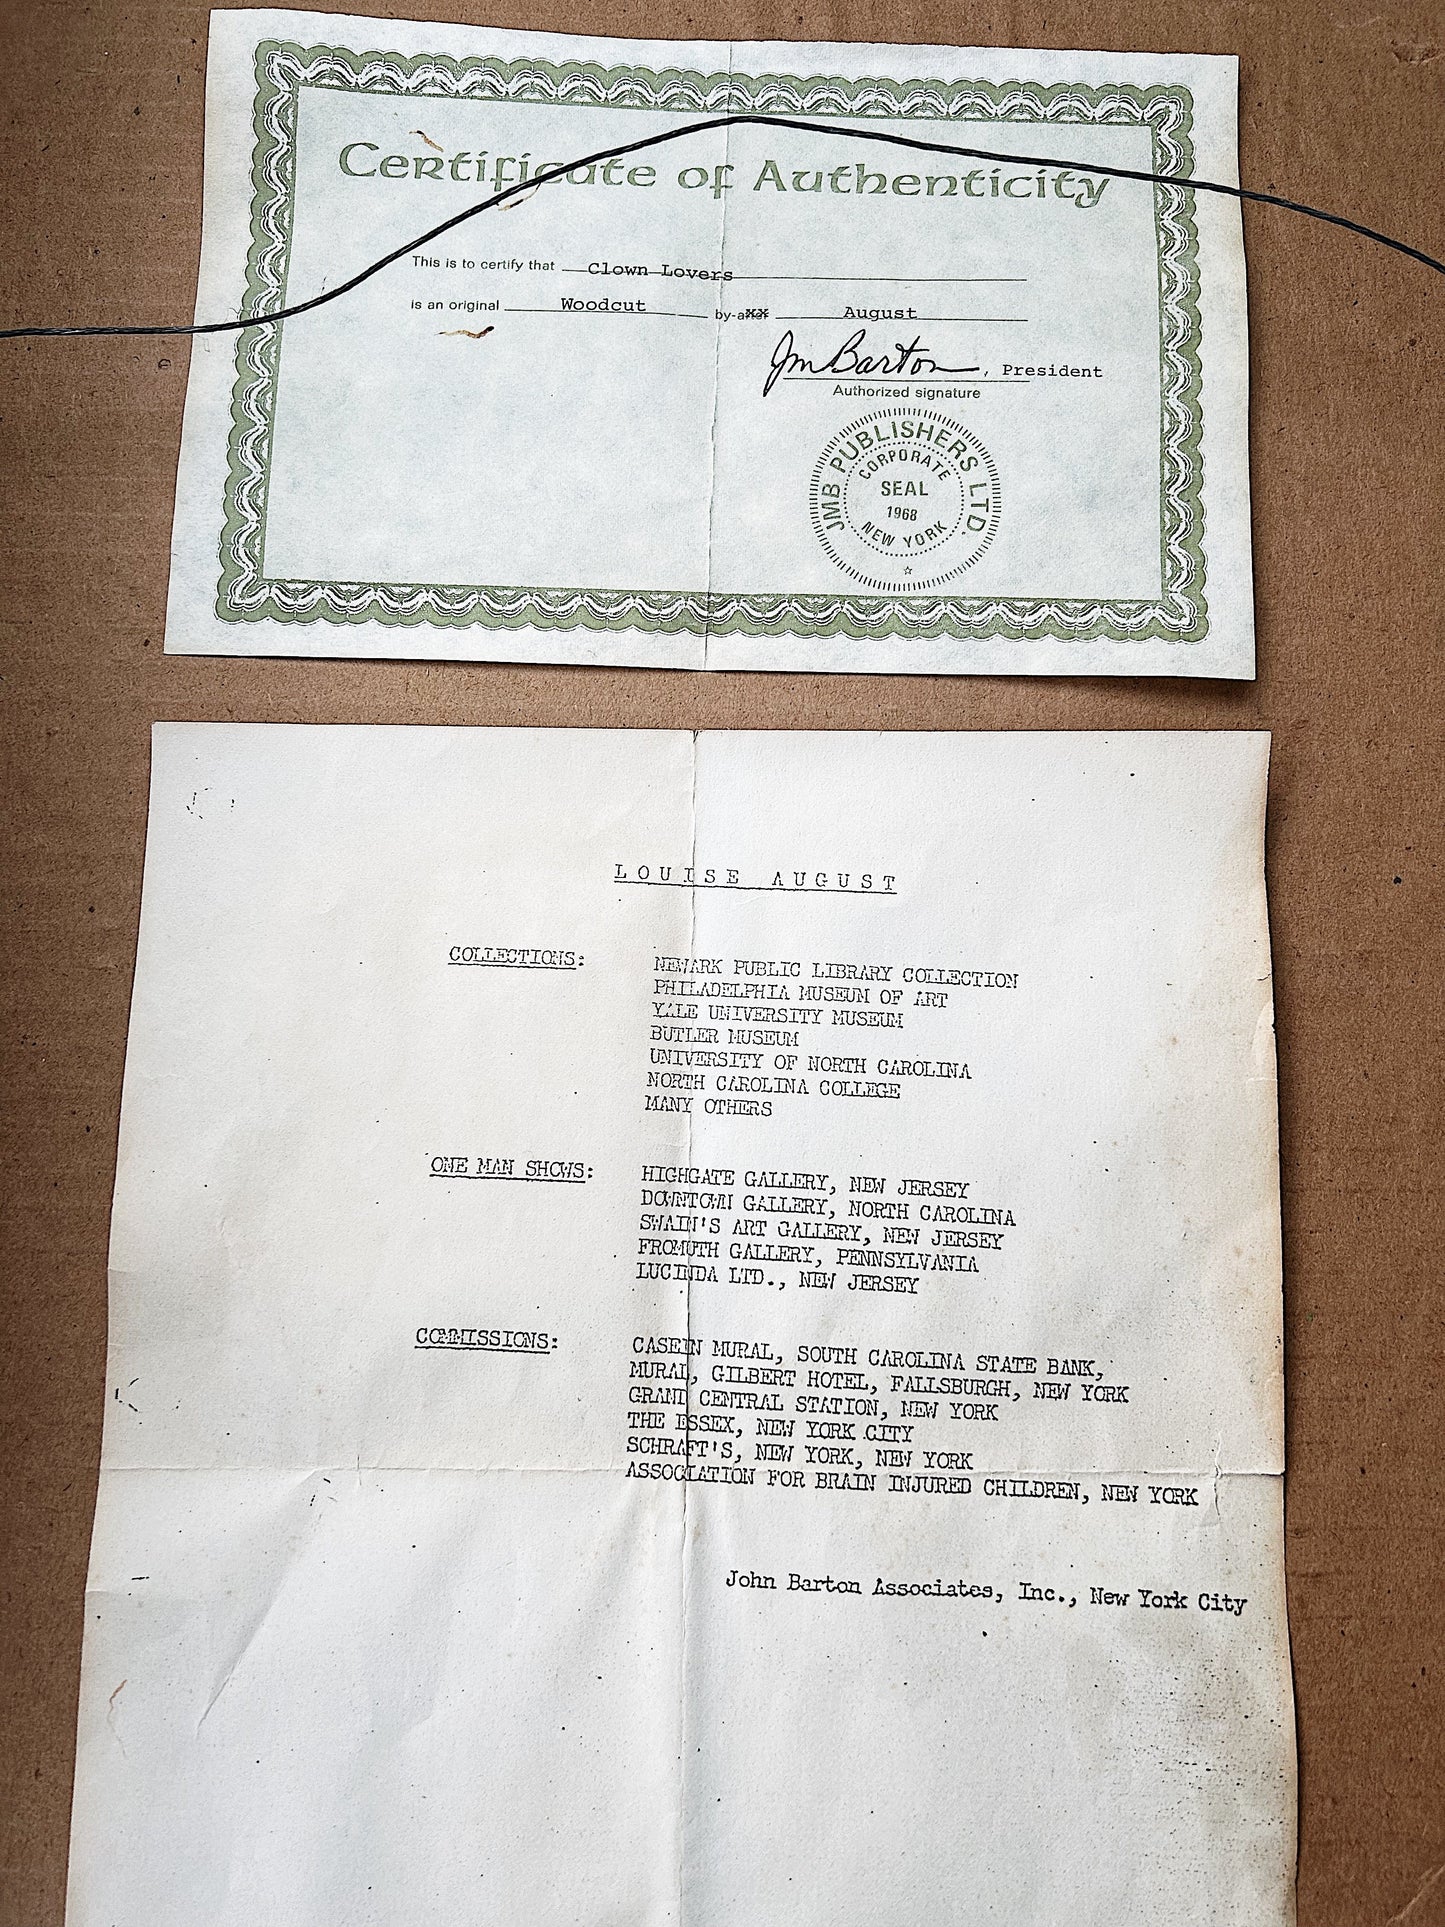 Certificate of Authenticity
This is to certify that Clown Lovers
is an original Woodcut by-after xx August
Jm Barton, President
Authorized signature
JMB PUBLISHERS LTD.
CORPORATE
SEAL
1968
NEW YORK
LOUISE AUGUST
COLLECTIONS: NEWARK PUBLIC LIBRARY COLLECTION
PHILADELPHIA MUSEUM OF ART
YALE UNIVERSITY MUSEUM
BUTLER MUSEUM
UNIVERSITY OF NORTH CAROLINA
NORTH CAROLINA COLLEGE
MANY OTHERS
ONE MAN SHOWS: HIGHGATE GALLERY, NEW JERSEY
DOWNTOWN GALLERY, NORTH CAROLINA
SWAIN'S ART GALLERY, NEW JERSEY
FROMUTH GALLERY, PENNSYLVANIA
LUCINDA LTD., NEW JERSEY
COMMISSIONS: CASEIN MURAL, SOUTH CAROLINA STATE BANK,
MURAL, GILBERT HOTEL, FALLSBURGH, NEW YORK
GRAND CENTRAL STATION, NEW YORK
THE ESSEX, NEW YORK CITY
SCHRAFT'S, NEW YORK, NEW YORK
ASSOCIATION FOR BRAIN INJURED CHILDREN, NEW YORK
John Barton Associates, Inc., New York City